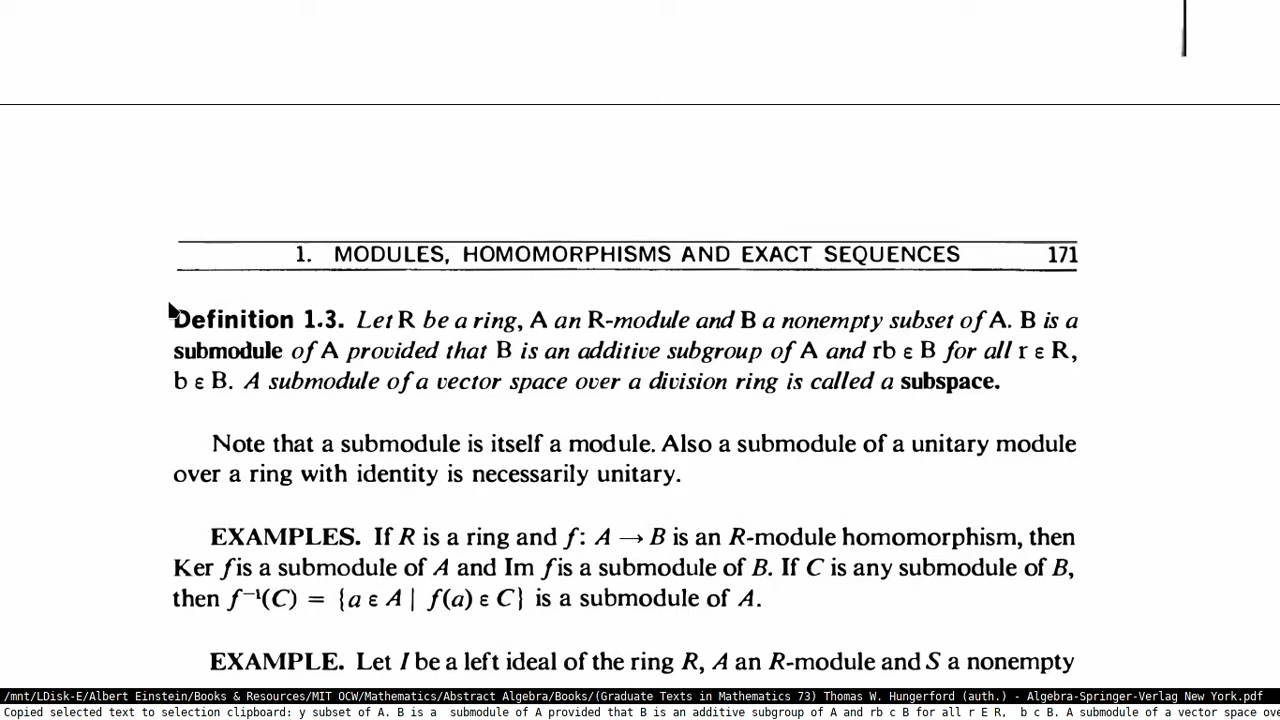 1. MODULES, HOMOMORPHISMS AND EXACT SEQUENCES 171
Definition 1.3. Let R be a ring, A an R-module and B a nonempty subset of A. B is a
submodule of A provided that B is an additive subgroup of A and rb ε B for all r ε R,
b ε B. A submodule of a vector space over a division ring is called a subspace.
Note that a submodule is itself a module. Also a submodule of a unitary module
over a ring with identity is necessarily unitary.
EXAMPLES. If R is a ring and f: A → B is an R-module homomorphism, then
Ker f is a submodule of A and Im f is a submodule of B. If C is any submodule of B,
then f⁻¹(C) = {a ε A | f(a) ε C} is a submodule of A.
EXAMPLE. Let I be a left ideal of the ring R, A an R-module and S a nonempty
/mnt/LDisk-E/Albert Einstein/Books & Resources/MIT OCW/Mathematics/Abstract Algebra/Books/(Graduate Texts in Mathematics 73) Thomas W. Hungerford (auth.) - Algebra-Springer-Verlag New York.pdf
Copied selected text to selection clipboard: y subset of A. B is a  submodule of A provided that B is an additive subgroup of A and rb c B for all r E R,  b c B. A submodule of a vector space ove